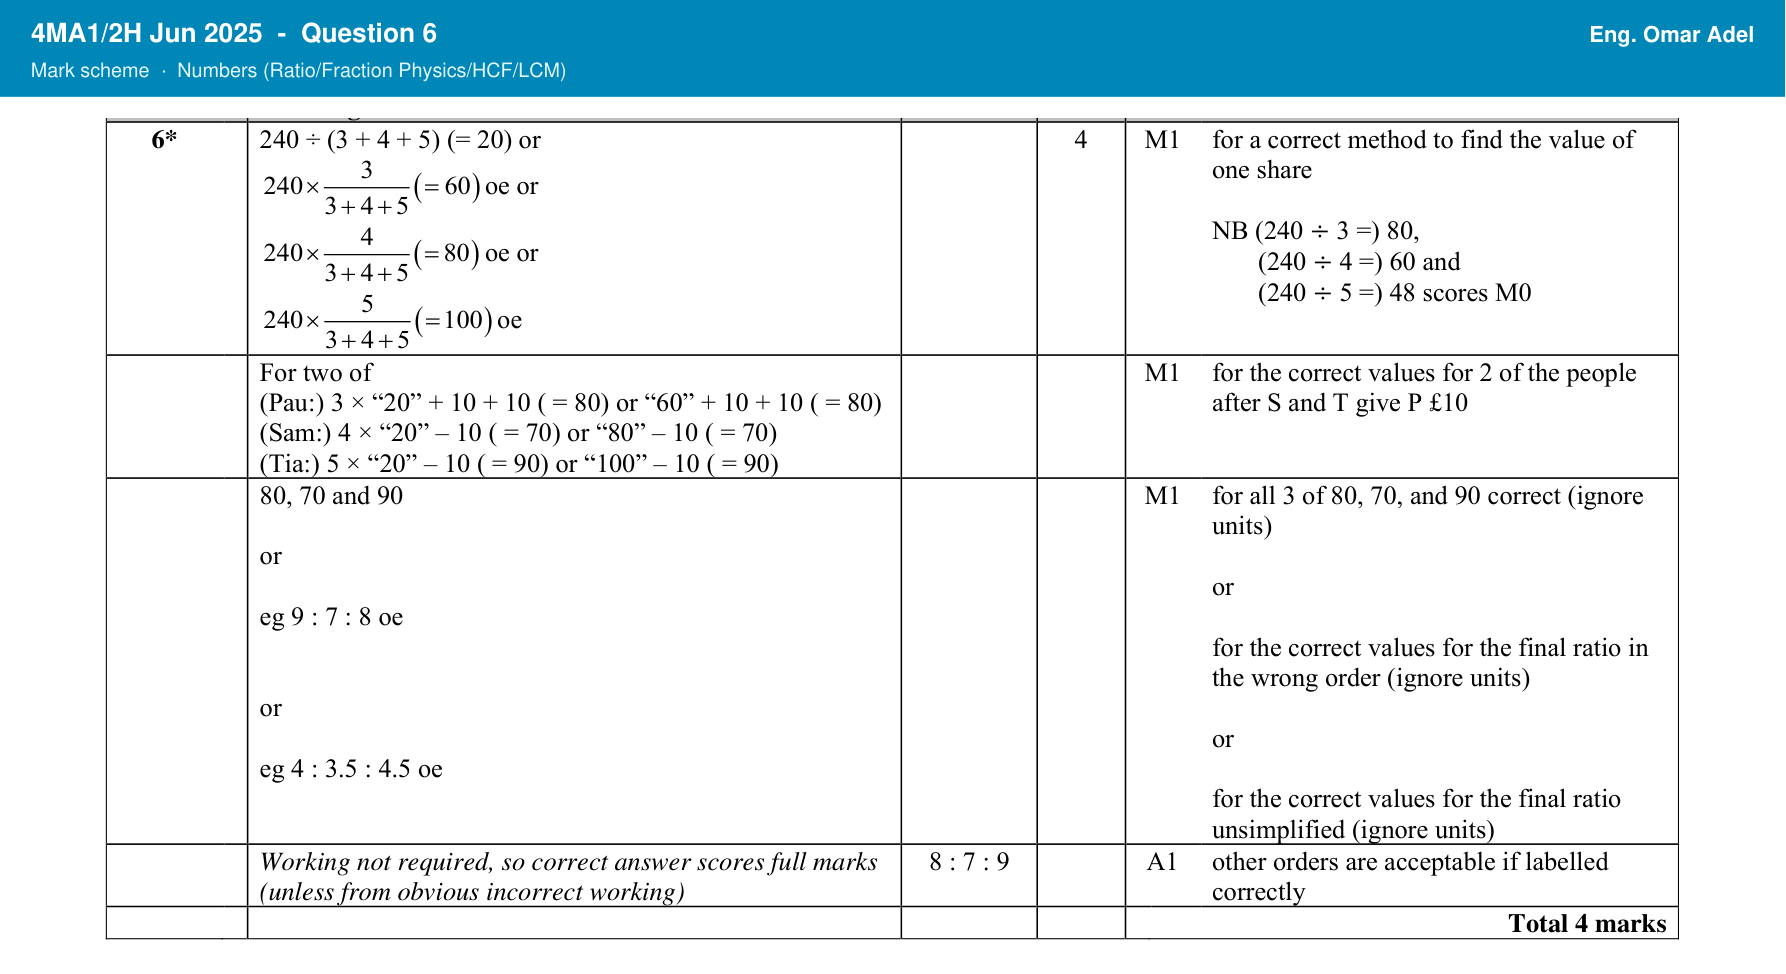 4MA1/2H Jun 2025 - Question 6
Eng. Omar Adel
Mark scheme · Numbers (Ratio/Fraction Physics/HCF/LCM)
6*
240 ÷ (3 + 4 + 5) (= 20) or
240 × 3/(3 + 4 + 5) (= 60) oe or
240 × 4/(3 + 4 + 5) (= 80) oe or
240 × 5/(3 + 4 + 5) (= 100) oe
4
M1 for a correct method to find the value of
one share
NB (240 ÷ 3 =) 80,
(240 ÷ 4 =) 60 and
(240 ÷ 5 =) 48 scores M0
For two of
(Pau:) 3 × “20” + 10 + 10 ( = 80) or “60” + 10 + 10 ( = 80)
(Sam:) 4 × “20” – 10 ( = 70) or “80” – 10 ( = 70)
(Tia:) 5 × “20” – 10 ( = 90) or “100” – 10 ( = 90)
M1 for the correct values for 2 of the people
after S and T give P £10
80, 70 and 90
or
eg 9 : 7 : 8 oe
or
eg 4 : 3.5 : 4.5 oe
M1 for all 3 of 80, 70, and 90 correct (ignore
units)
or
for the correct values for the final ratio in
the wrong order (ignore units)
or
for the correct values for the final ratio
unsimplified (ignore units)
Working not required, so correct answer scores full marks
(unless from obvious incorrect working)
8 : 7 : 9
A1 other orders are acceptable if labelled
correctly
Total 4 marks